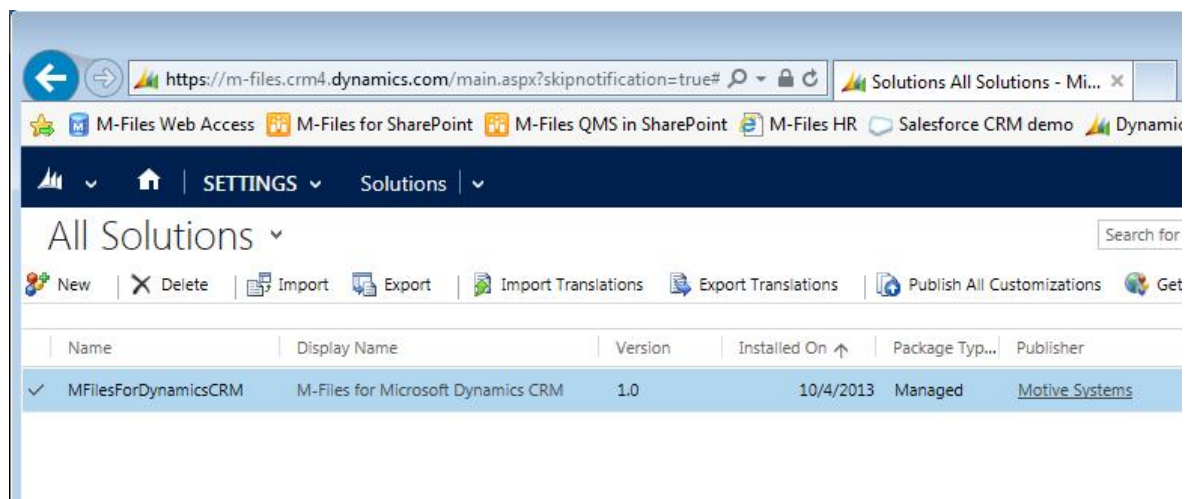 https://m-files.crm4.dynamics.com/main.aspx?skipnotification=true# Solutions All Solutions - Mi...
M-Files Web Access M-Files for SharePoint M-Files QMS in SharePoint M-Files HR Salesforce CRM demo Dynamic
SETTINGS Solutions
All Solutions Search for
New Delete Import Export Import Translations Export Translations Publish All Customizations Get
Name Display Name Version Installed On Package Typ... Publisher
MFilesForDynamicsCRM M-Files for Microsoft Dynamics CRM 1.0 10/4/2013 Managed Motive Systems